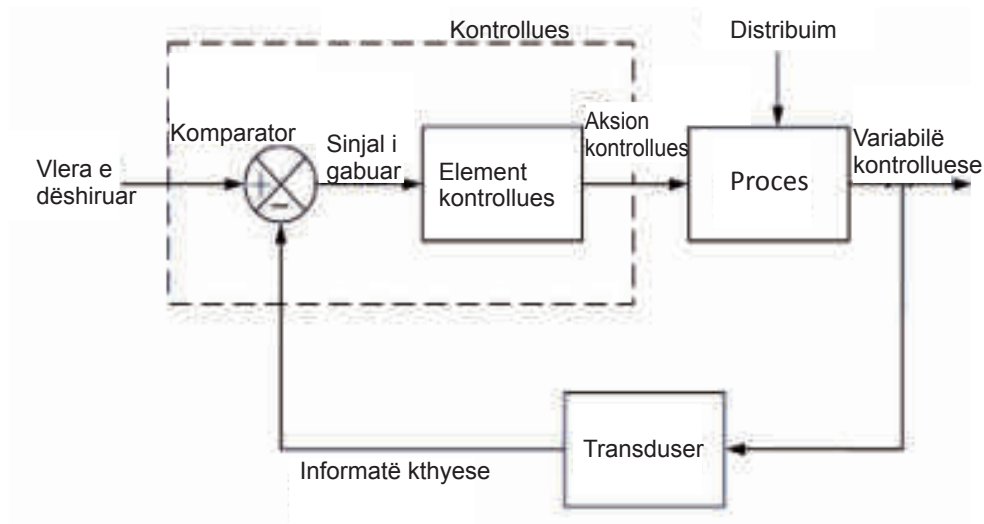 Kontrollues
Distribuim
Komparator
Sinjal i
gabuar
Aksion
kontrollues
Variabilë
kontrolluese
Vlera e
dëshiruar
+
−
Element
kontrollues
Proces
Transduser
Informatë kthyese